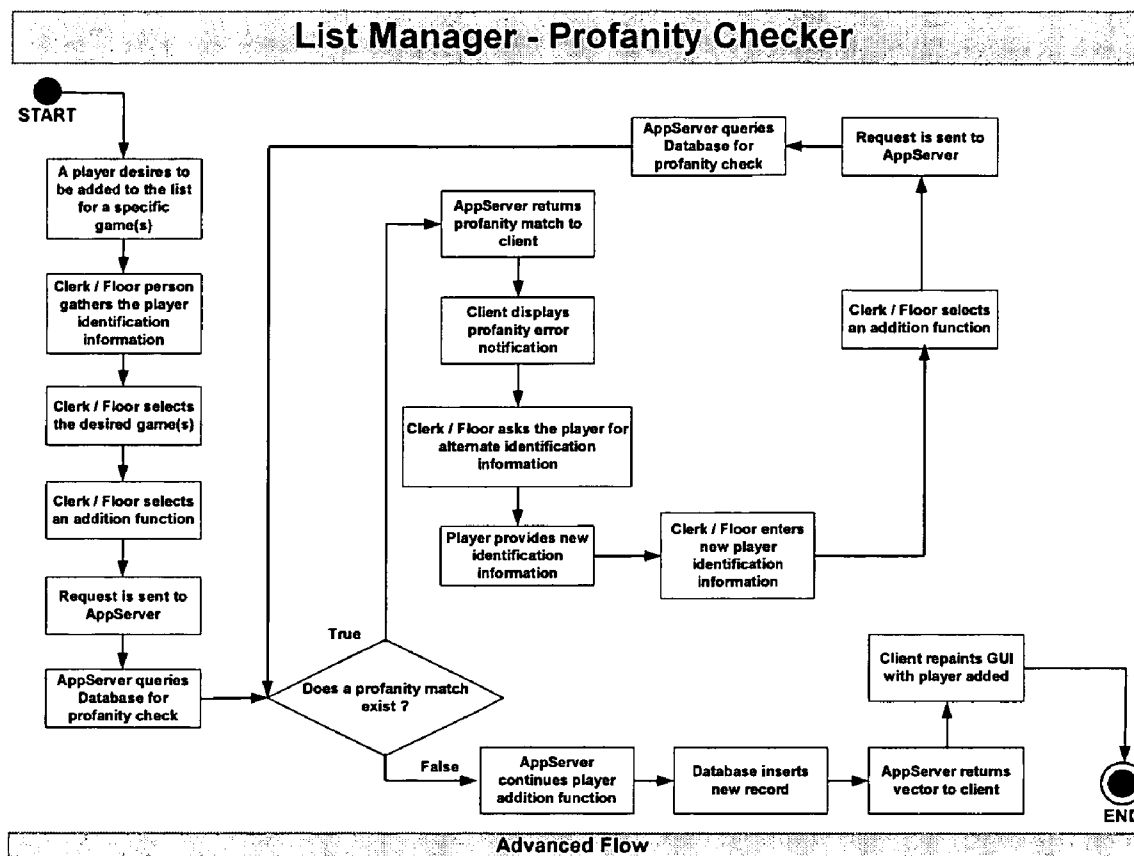 List Manager - Profanity Checker
START
A player desires to
be added to the list
for a specific
game(s)
Clerk / Floor person
gathers the player
identification
information
Clerk / Floor selects
the desired game(s)
Clerk / Floor selects
an addition function
Request is sent to
AppServer
AppServer queries
Database for
profanity check
Does a profanity match
exist ?
True
AppServer returns
profanity match to
client
Client displays
profanity error
notification
Clerk / Floor asks the player for
alternate identification
information
Player provides new
identification
information
Clerk / Floor enters
new player
identification
information
Clerk / Floor selects
an addition function
Request is sent to
AppServer
AppServer queries
Database for
profanity check
False
AppServer
continues player
addition function
Database inserts
new record
AppServer returns
vector to client
Client repaints GUI
with player added
END
Advanced Flow